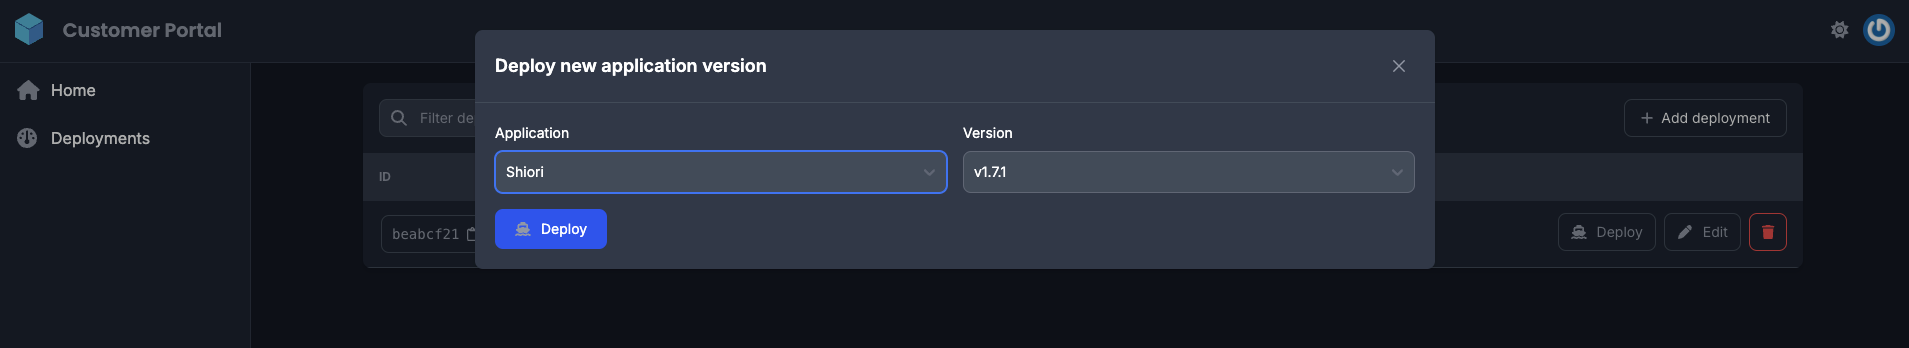 Customer Portal
Home
Deployments
Deploy new application version
Application
Version
Shiori
v1.7.1
Deploy
Filter de
Add deployment
ID
beabcf21
Deploy
Edit